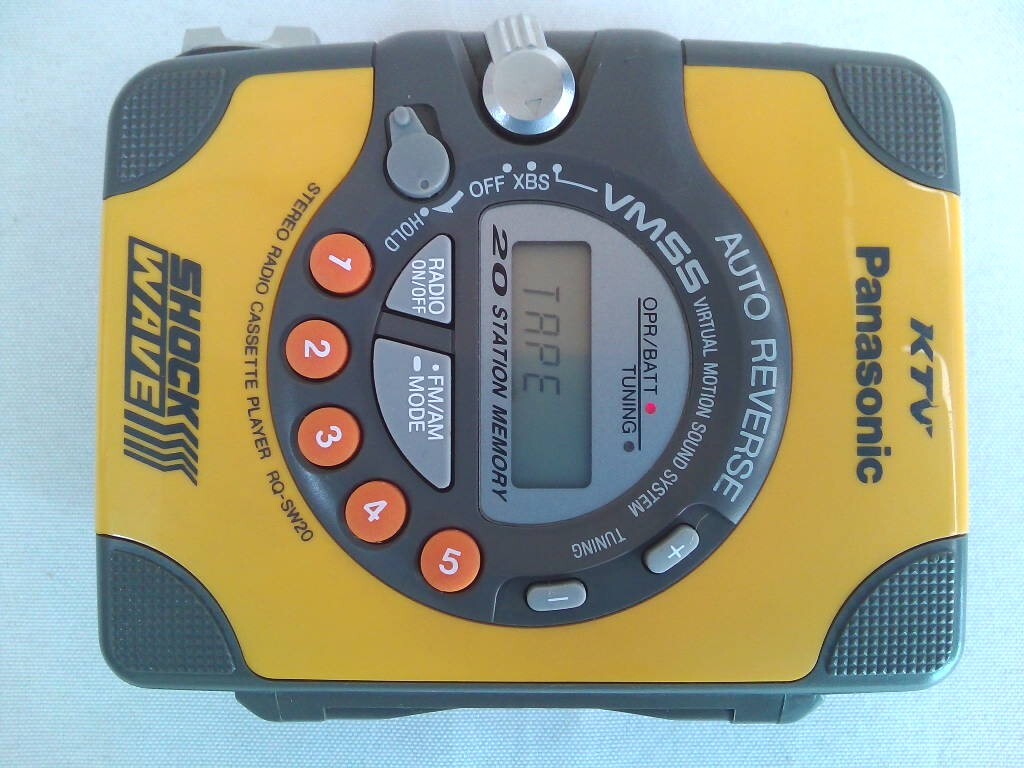 KTV
Panasonic
AUTO REVERSE
VMSS VIRTUAL MOTION SOUND SYSTEM
OFF XBS
HOLD
OPR/BATT
TUNING
TAPE
20 STATION MEMORY
TUNING
+
−
RADIO
ON/OFF
FM/AM
MODE
1
2
3
4
5
STEREO RADIO CASSETTE PLAYER RQ-SW20
SHOCK
WAVE